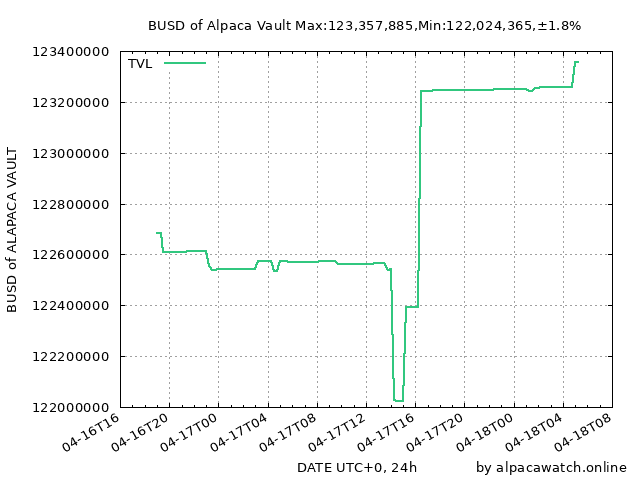 BUSD of Alpaca Vault Max:123,357,885,Min:122,024,365,±1.8%
TVL
BUSD of ALAPACA VAULT
123400000
123200000
123000000
122800000
122600000
122400000
122200000
122000000
04-16T16
04-16T20
04-17T00
04-17T04
04-17T08
04-17T12
04-17T16
04-17T20
04-18T00
04-18T04
04-18T08
DATE UTC+0, 24h
by alpacawatch.online